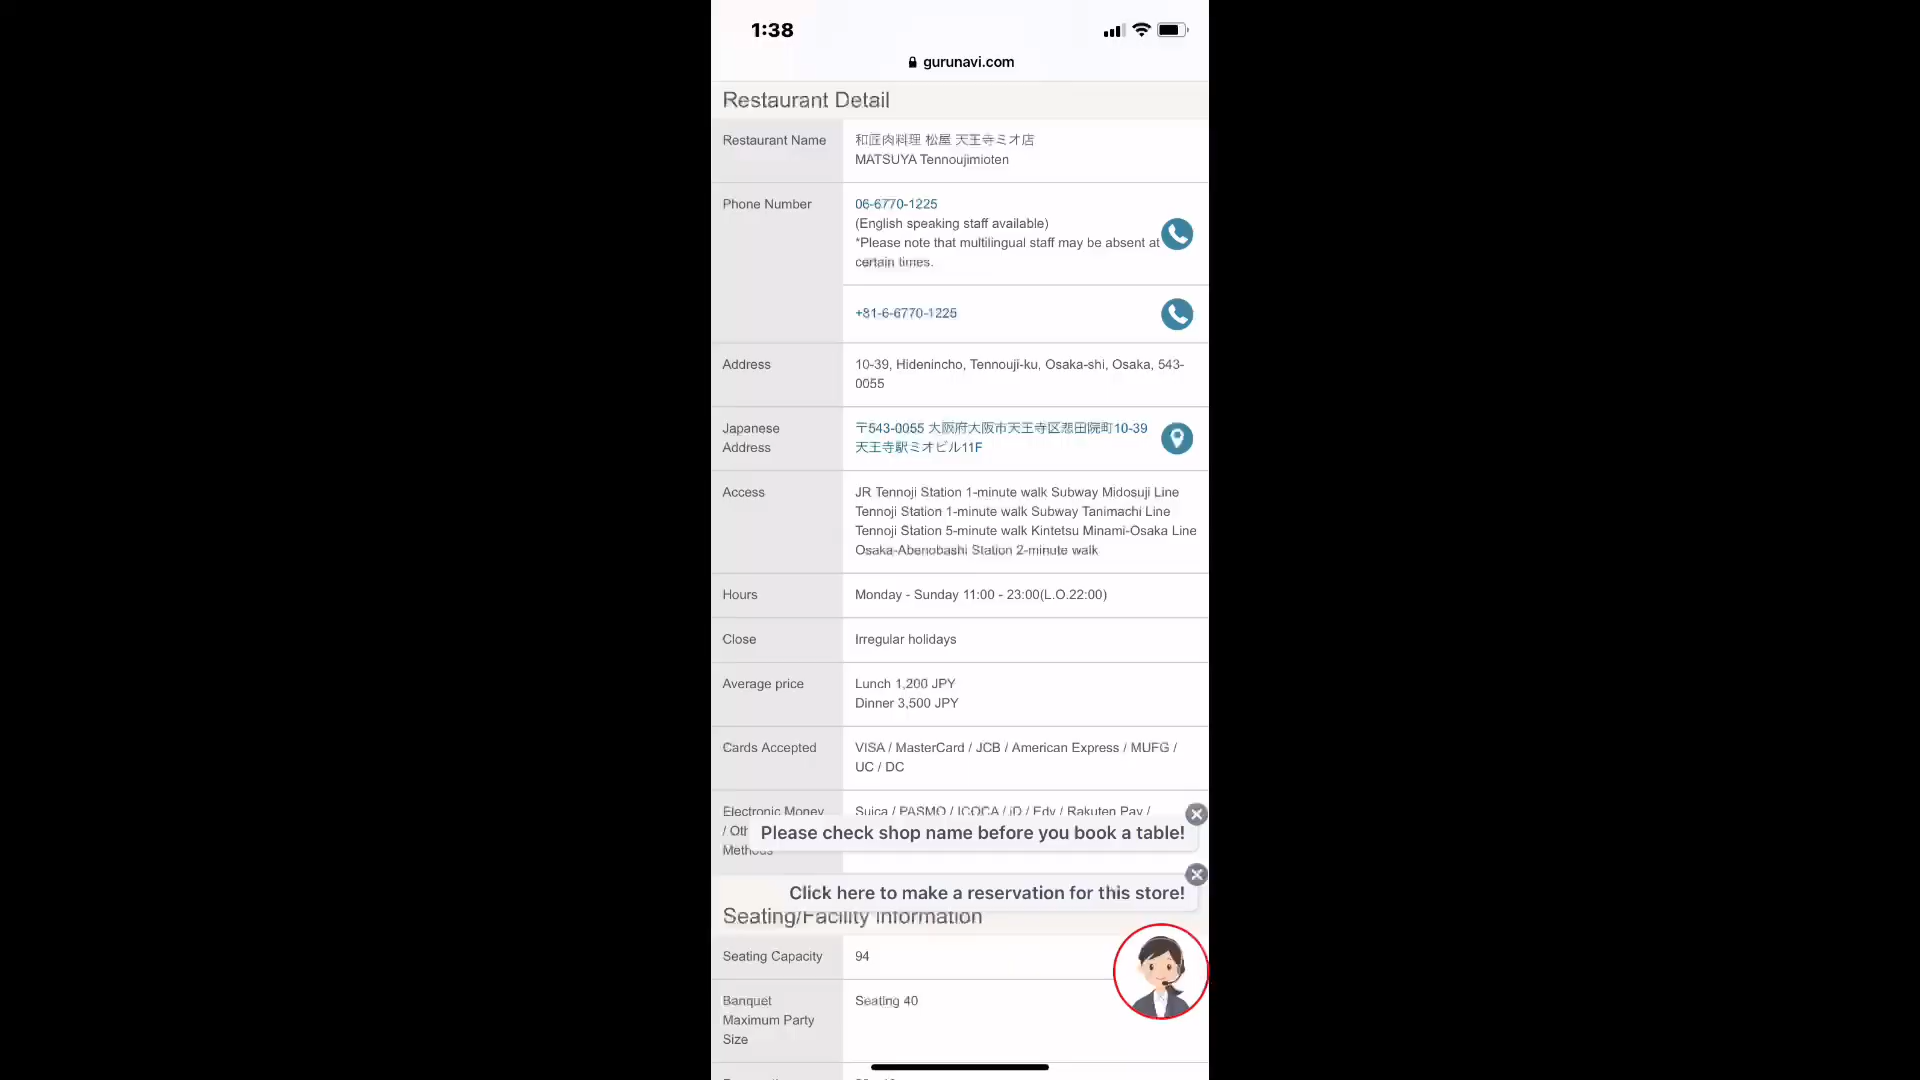 1:38
gurunavi.com
Restaurant Detail
Restaurant Name
和匠肉料理 松屋 天王寺ミオ店
MATSUYA Tennoujimioten
Phone Number
06-6770-1225
(English speaking staff available)
*Please note that multilingual staff may be absent at
certain times.
+81-6-6770-1225
Address
10-39, Hidenincho, Tennouji-ku, Osaka-shi, Osaka, 543-
0055
Japanese
Address
〒543-0055 大阪府大阪市天王寺区悲田院町10-39
天王寺駅ミオビル11F
Access
JR Tennoji Station 1-minute walk Subway Midosuji Line
Tennoji Station 1-minute walk Subway Tanimachi Line
Tennoji Station 5-minute walk Kintetsu Minami-Osaka Line
Osaka-Abenobashi Station 2-minute walk
Hours
Monday - Sunday 11:00 - 23:00(L.O.22:00)
Close
Irregular holidays
Average price
Lunch 1,200 JPY
Dinner 3,500 JPY
Cards Accepted
VISA / MasterCard / JCB / American Express / MUFG /
UC / DC
Electronic Money
/ Oth
Methods
Suica / PASMO / ICOCA / iD / Edy / Rakuten Pay /
Please check shop name before you book a table!
Click here to make a reservation for this store!
Seating/Facility Information
Seating Capacity
94
Banquet
Maximum Party
Size
Seating 40